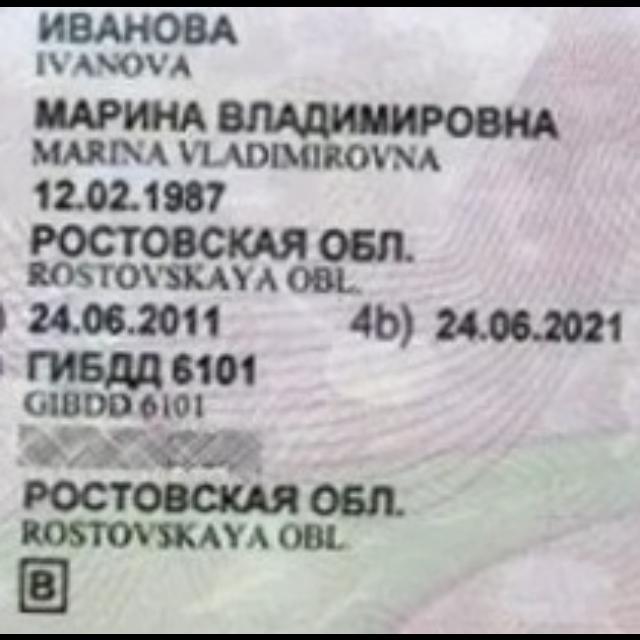 ИВАНОВА
IVANOVA
МАРИНА ВЛАДИМИРОВНА
MARINA VLADIMIROVNA
12.02.1987
РОСТОВСКАЯ ОБЛ.
ROSTOVSKAYA OBL.
) 24.06.2011 4b) 24.06.2021
ГИБДД 6101
GIBDD 6101
РОСТОВСКАЯ ОБЛ.
ROSTOVSKAYA OBL.
B